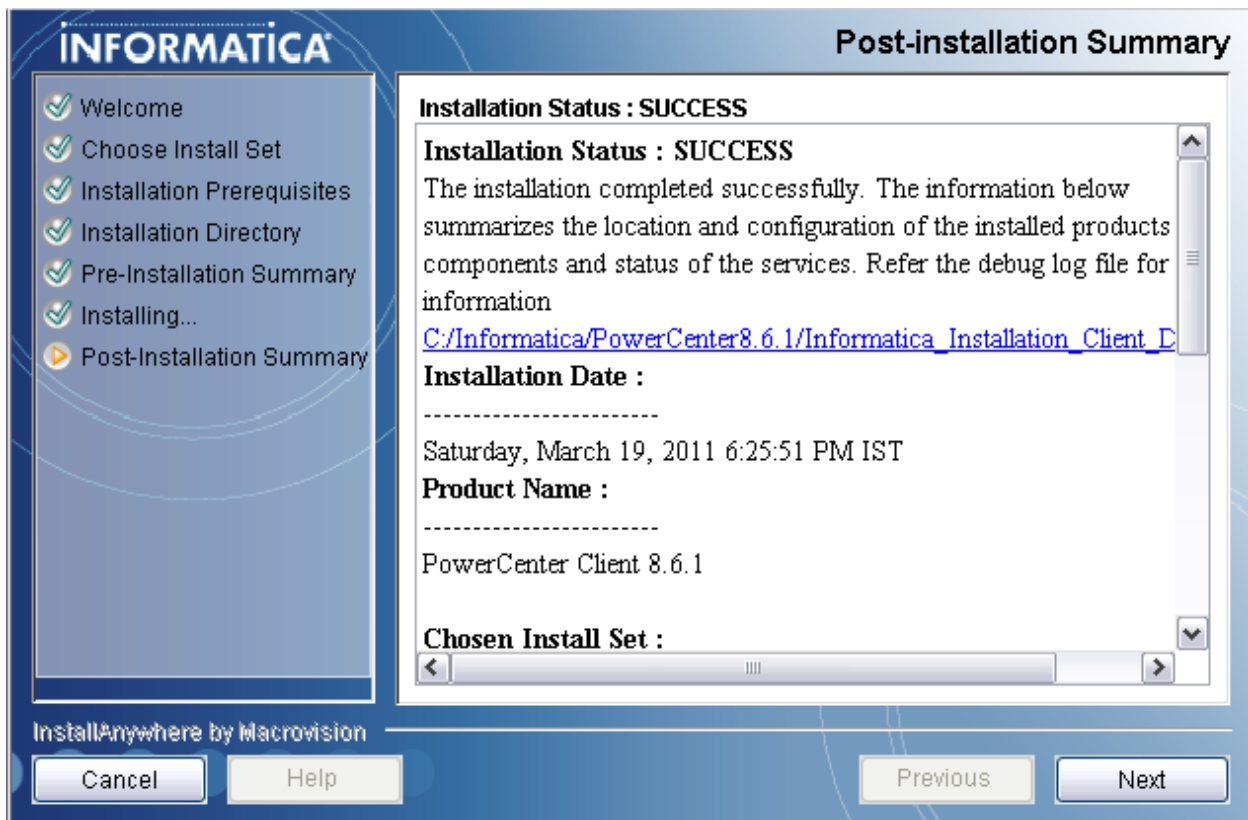 INFORMATICA
Post-installation Summary
Welcome
Choose Install Set
Installation Prerequisites
Installation Directory
Pre-Installation Summary
Installing...
Post-Installation Summary
Installation Status : SUCCESS
Installation Status : SUCCESS
The installation completed successfully. The information below
summarizes the location and configuration of the installed products
components and status of the services. Refer the debug log file for
information
C:/Informatica/PowerCenter8.6.1/Informatica_Installation_Client_D
Installation Date :
-----------------------
Saturday, March 19, 2011 6:25:51 PM IST
Product Name :
-----------------------
PowerCenter Client 8.6.1
Chosen Install Set :
InstallAnywhere by Macrovision
Cancel
Help
Previous
Next